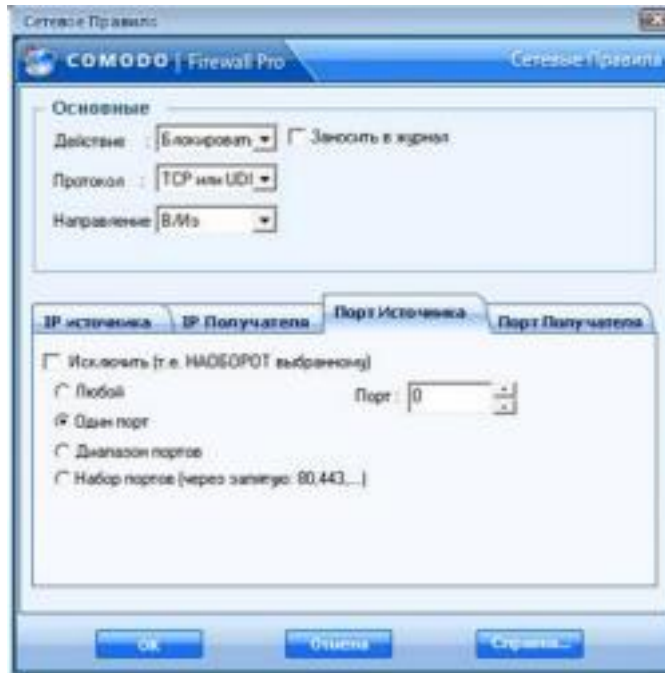 Сетевое Правило
COMODO | Firewall Pro
Сетевые Правила
Основные
Действие : Блокировать
Заносить в журнал
Протокол : TCP или UDI
Направление В/Из
IP источника
IP Получателя
Порт Источника
Порт Получателя
Исключить (т.е. НАОБОРОТ выбранному)
Любой
Порт : 0
Один порт
Диапазон портов
Набор портов (через запятую: 80,443,...)
OK
Отмена
Справка...